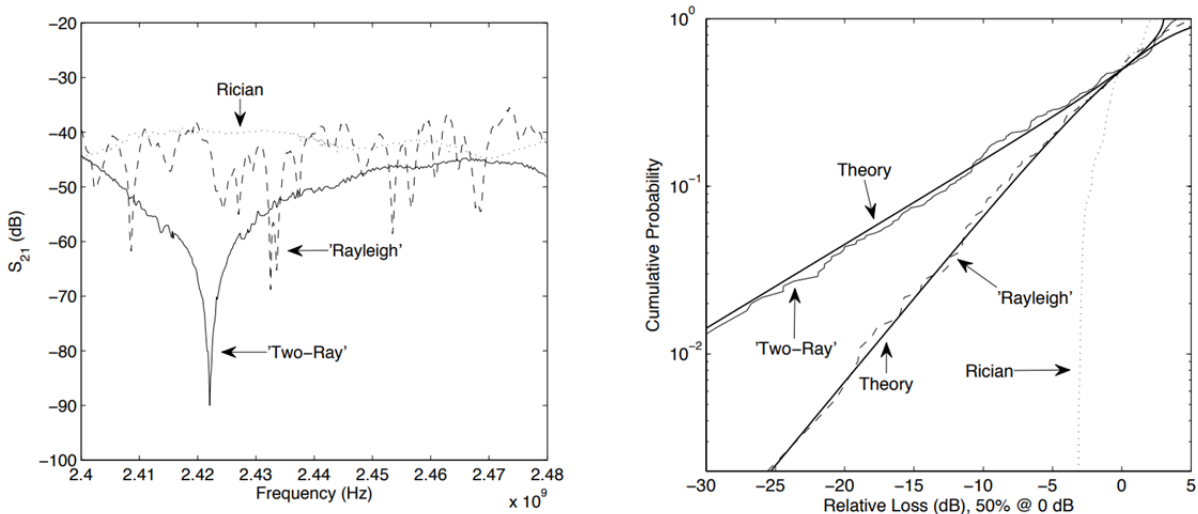 −20
−30
−40
−50
−60
−70
−80
−90
−100
S21 (dB)
Rician
'Rayleigh'
'Two−Ray'
2.4 2.41 2.42 2.43 2.44 2.45 2.46 2.47 2.48
Frequency (Hz)
x 10^9
10^0
10^−1
10^−2
Cumulative Probability
Theory
'Rayleigh'
'Two−Ray'
Theory
Rician
−30 −25 −20 −15 −10 −5 0 5
Relative Loss (dB), 50% @ 0 dB